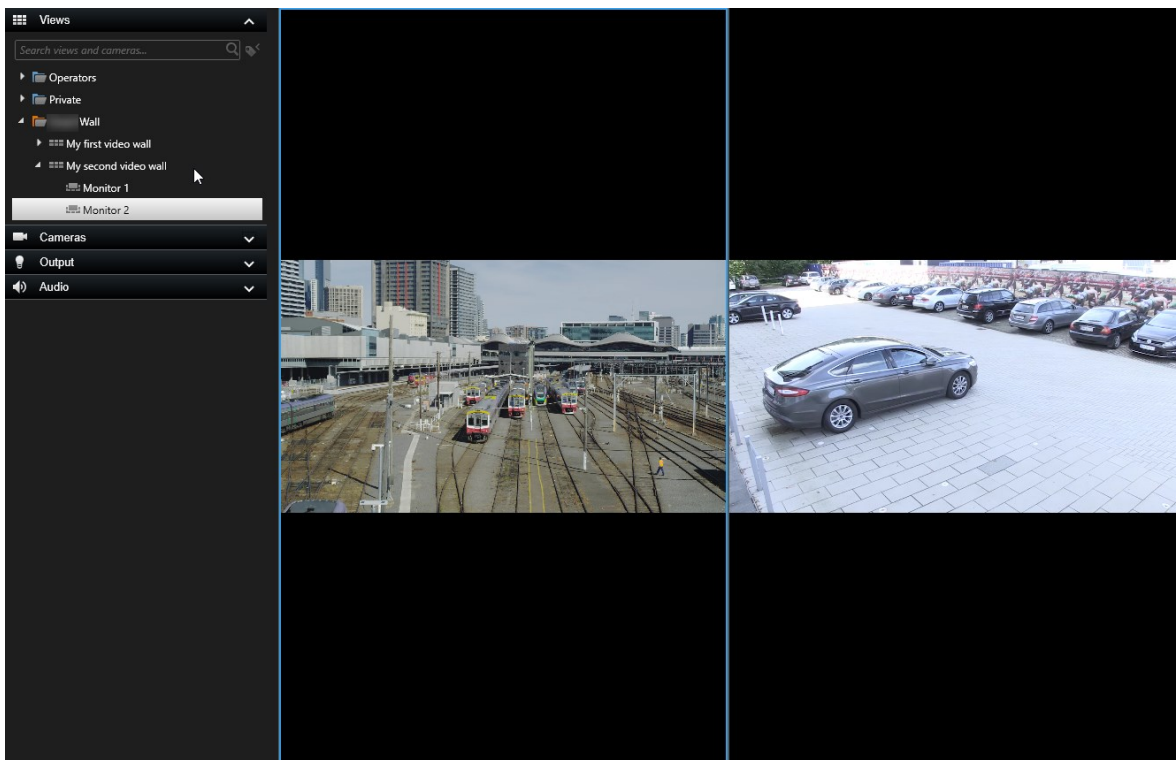 Views
Search views and cameras...
Operators
Private
Wall
My first video wall
My second video wall
Monitor 1
Monitor 2
Cameras
Output
Audio